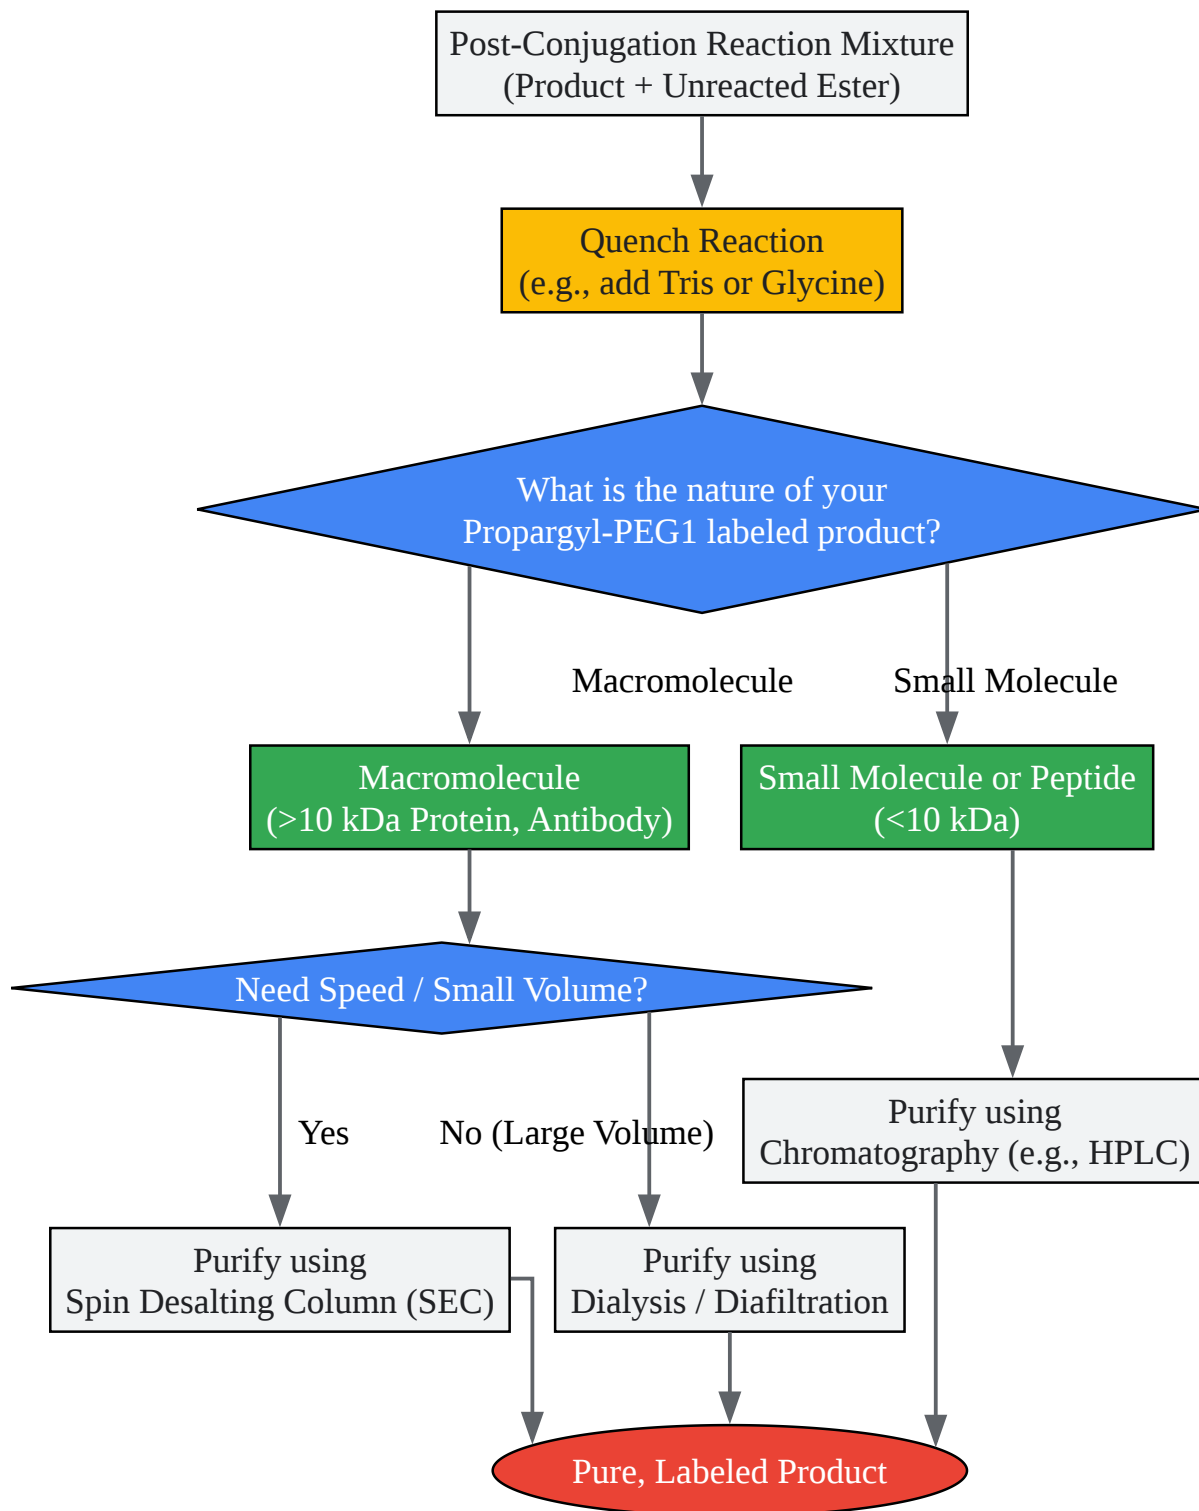 Post-Conjugation Reaction Mixture
(Product + Unreacted Ester)
Quench Reaction
(e.g., add Tris or Glycine)
What is the nature of your
Propargyl-PEG1 labeled product?
Macromolecule
Small Molecule
Macromolecule
(>10 kDa Protein, Antibody)
Small Molecule or Peptide
(<10 kDa)
Need Speed / Small Volume?
Yes
No (Large Volume)
Purify using
Chromatography (e.g., HPLC)
Purify using
Spin Desalting Column (SEC)
Purify using
Dialysis / Diafiltration
Pure, Labeled Product